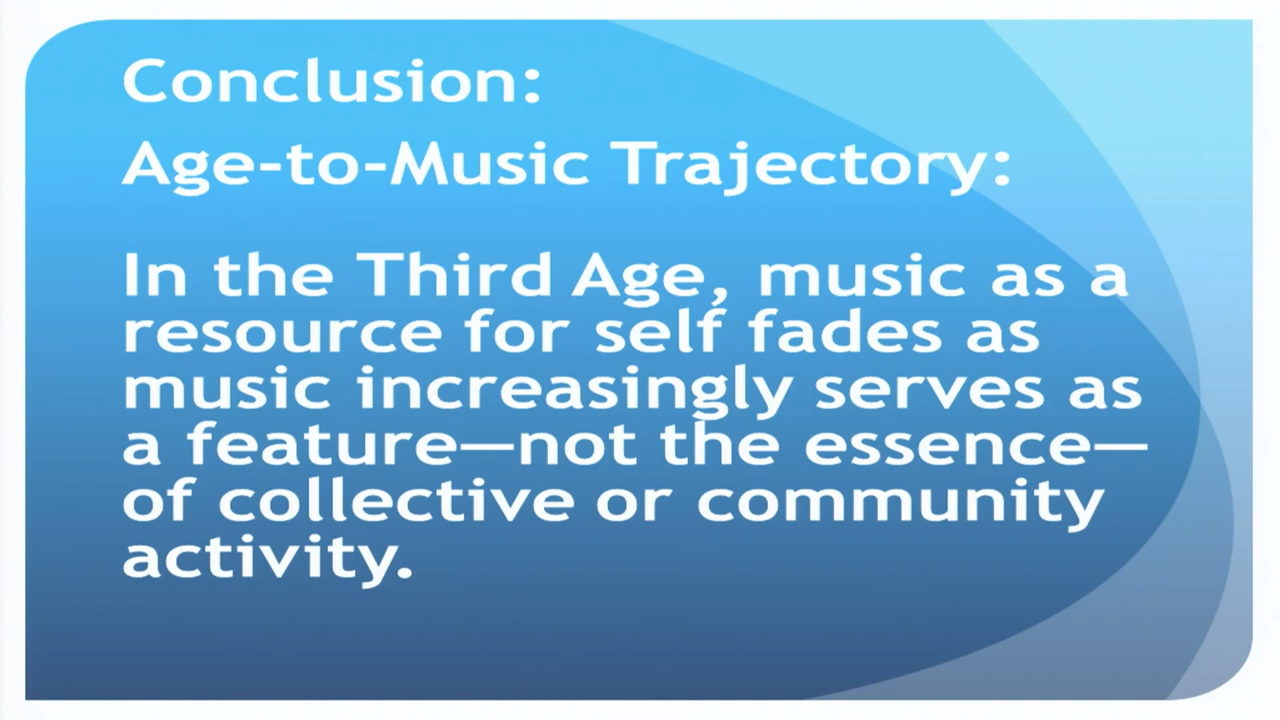 Conclusion:
Age-to-Music Trajectory:
In the Third Age, music as a
resource for self fades as
music increasingly serves as
a feature—not the essence—
of collective or community
activity.